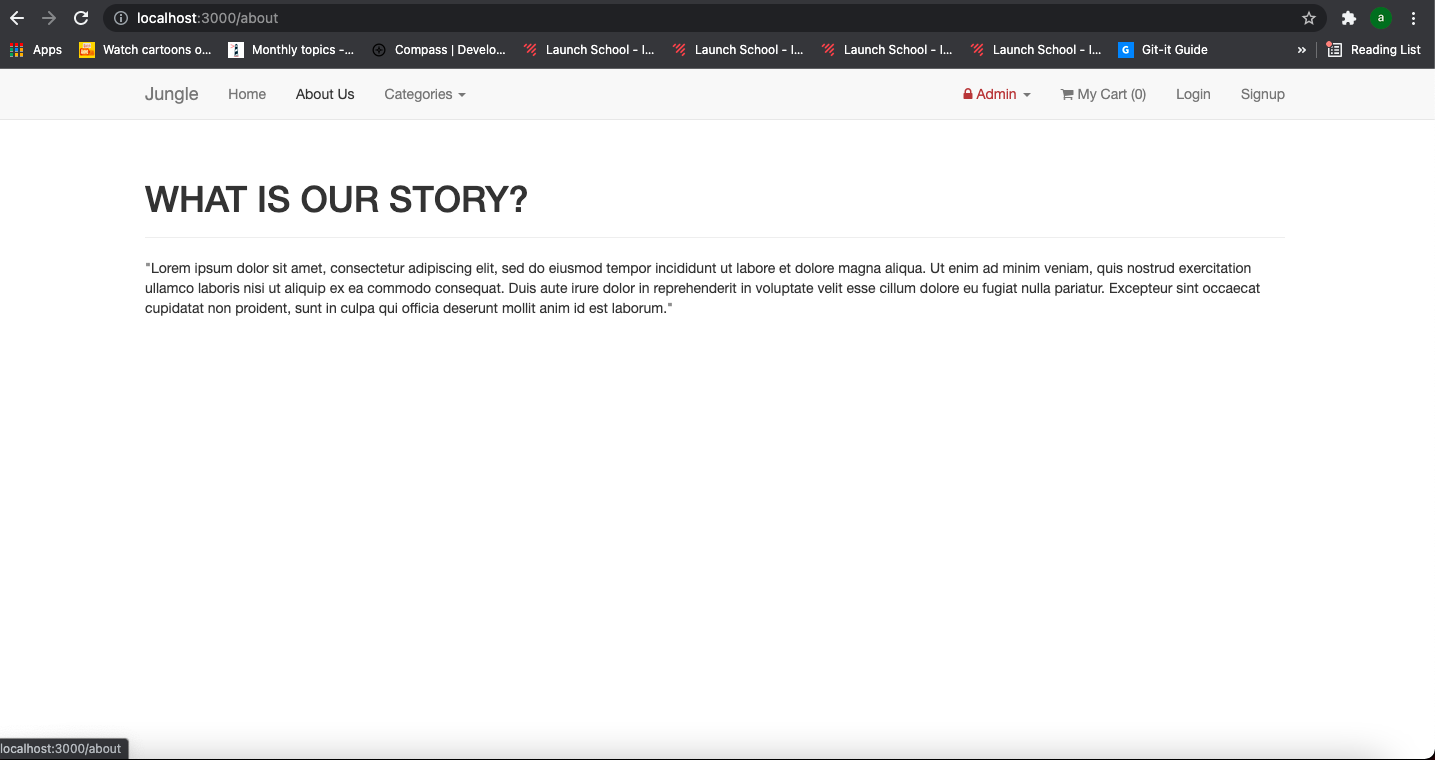 localhost:3000/about
Apps Watch cartoons o... Monthly topics -... Compass | Develo... Launch School - I... Launch School - I... Launch School - I... Launch School - I... G Git-it Guide » Reading List
a
Jungle Home About Us Categories Admin My Cart (0) Login Signup
WHAT IS OUR STORY?
"Lorem ipsum dolor sit amet, consectetur adipiscing elit, sed do eiusmod tempor incididunt ut labore et dolore magna aliqua. Ut enim ad minim veniam, quis nostrud exercitation
ullamco laboris nisi ut aliquip ex ea commodo consequat. Duis aute irure dolor in reprehenderit in voluptate velit esse cillum dolore eu fugiat nulla pariatur. Excepteur sint occaecat
cupidatat non proident, sunt in culpa qui officia deserunt mollit anim id est laborum."
localhost:3000/about